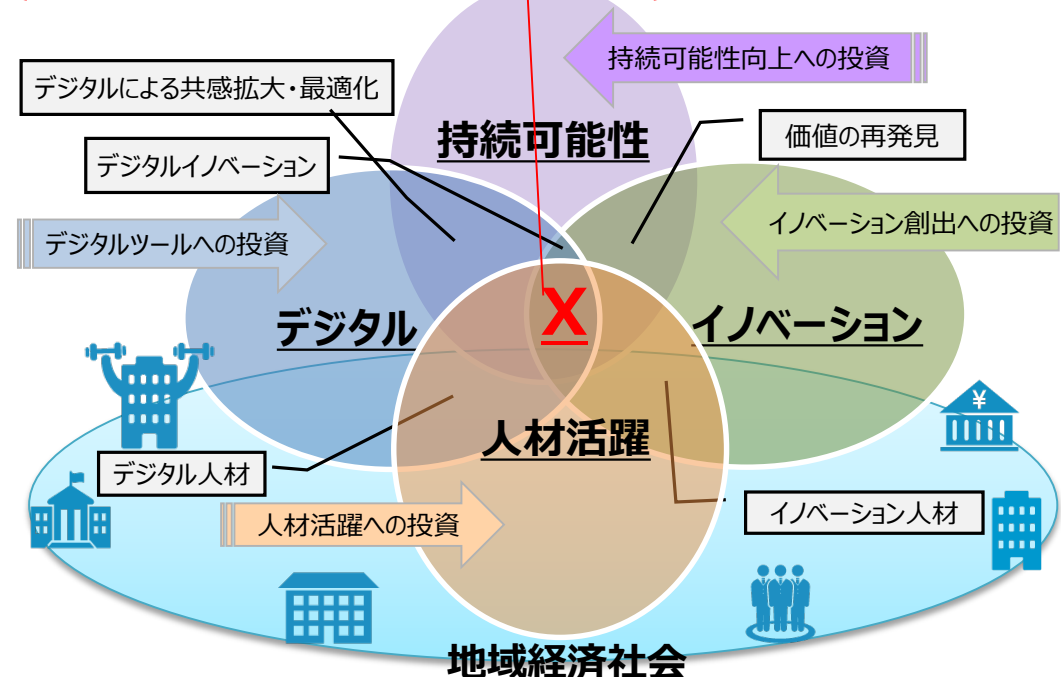 持続可能性向上への投資
デジタルによる共感拡大・最適化
持続可能性
価値の再発見
デジタルイノベーション
イノベーション創出への投資
デジタルツールへの投資
X
デジタル
イノベーション
¥
人材活躍
デジタル人材
イノベーション人材
人材活躍への投資
地域経済社会